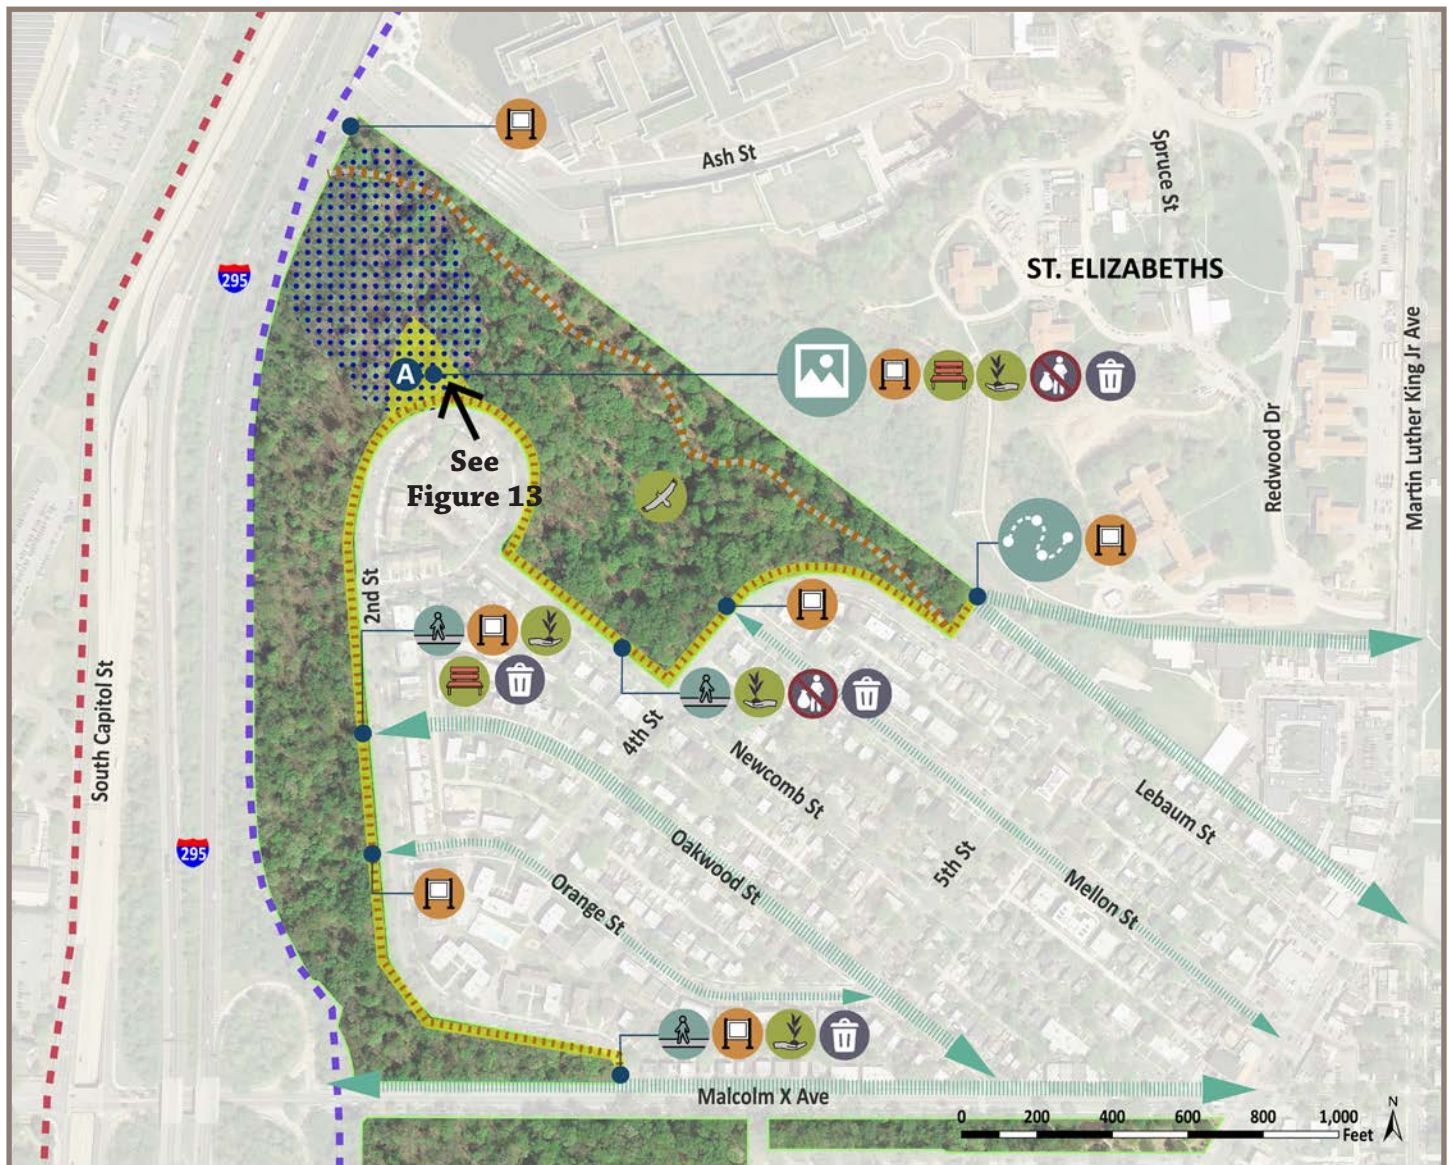 Ash St
Spruce St
295
ST. ELIZABETHS
Martin Luther King Jr Ave
A
Redwood Dr
See
Figure 13
2nd St
South Capitol St
4th St
Newcomb St
Lebaum St
295
Oakwood St
5th St
Mellon St
Orange St
Malcolm X Ave
N
0 200 400 600 800 1,000
Feet